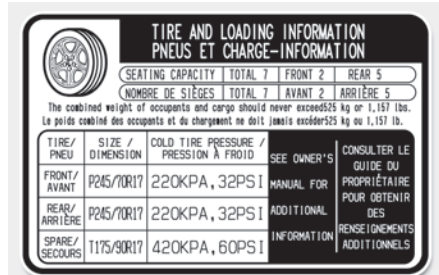 TIRE AND LOADING INFORMATION
PNEUS ET CHARGE-INFORMATION
SEATING CAPACITY TOTAL 7 FRONT 2 REAR 5
NOMBRE DE SIÈGES TOTAL 7 AVANT 2 ARRIÈRE 5
The combined weight of occupants and cargo should never exceed525 kg or 1,157 lbs.
Le poids combiné des occupants et du chargement ne doit jamais excéder525 kg ou 1,157 lb.
TIRE/ PNEU
SIZE / DIMENSION
COLD TIRE PRESSURE / PRESSION À FROID
FRONT/ AVANT P245/70R17 220KPA,32PSI
REAR/ ARRIÈRE P245/70R17 220KPA,32PSI
SPARE/ SECOURS T175/90R17 420KPA,60PSI
SEE OWNER'S
MANUAL FOR
ADDITIONAL
INFORMATION
CONSULTER LE
GUIDE DU
PROPRIÉTAIRE
POUR OBTENIR
DES
RENSEIGNEMENTS
ADDITIONNELS